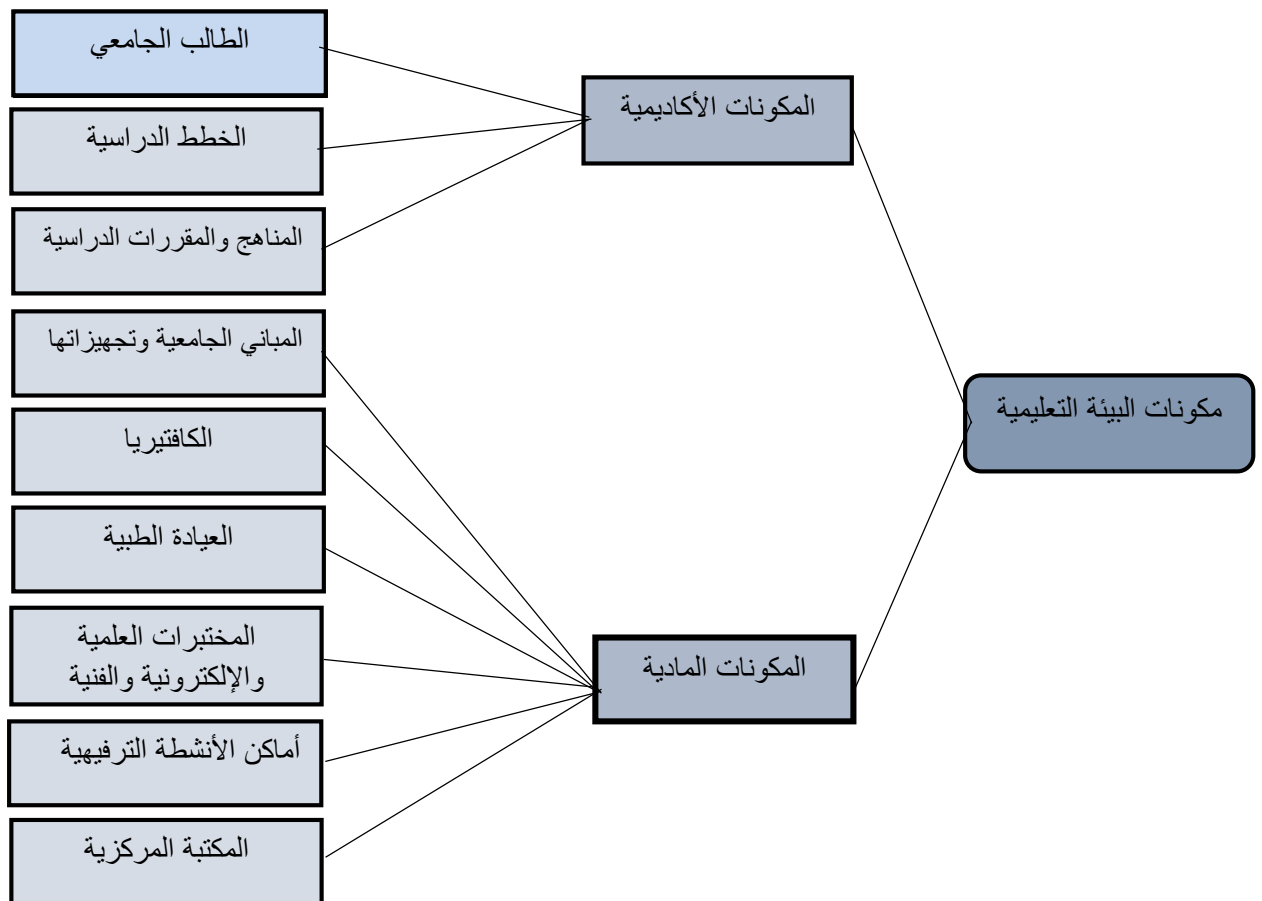 مكونات البيئة التعليمية
المكونات الأكاديمية
الطالب الجامعي
الخطط الدراسية
المناهج والمقررات الدراسية
المكونات المادية
المباني الجامعية وتجهيزاتها
الكافتيريا
العيادة الطبية
المختبرات العلمية
والإلكترونية والفنية
أماكن الأنشطة الترفيهية
المكتبة المركزية